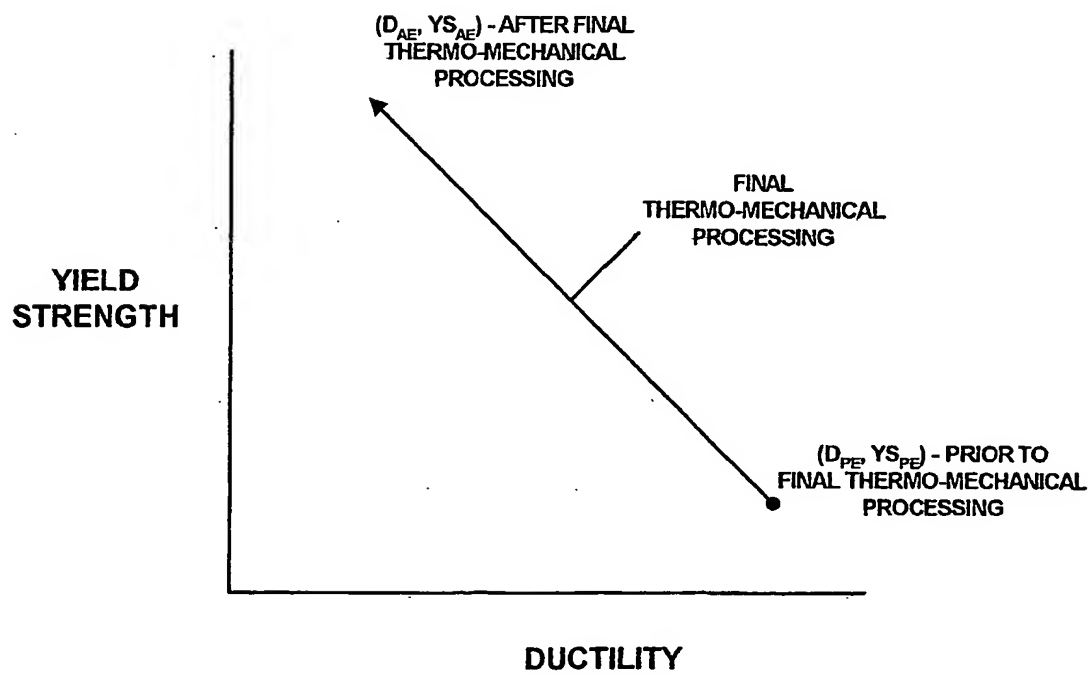 (D_AE, YS_AE) - AFTER FINAL
THERMO-MECHANICAL
PROCESSING
FINAL
THERMO-MECHANICAL
PROCESSING
YIELD
STRENGTH
(D_PE, YS_PE) - PRIOR TO
FINAL THERMO-MECHANICAL
PROCESSING
DUCTILITY